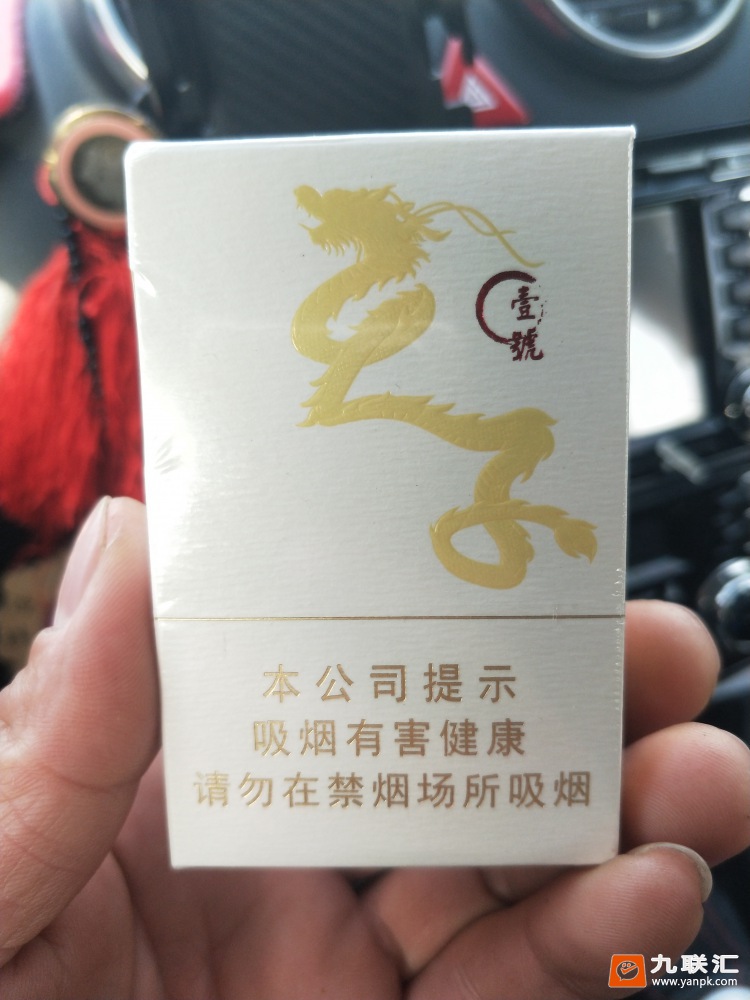 壹
號
本公司提示
吸烟有害健康
请勿在禁烟场所吸烟
九联汇
www.yanpk.com